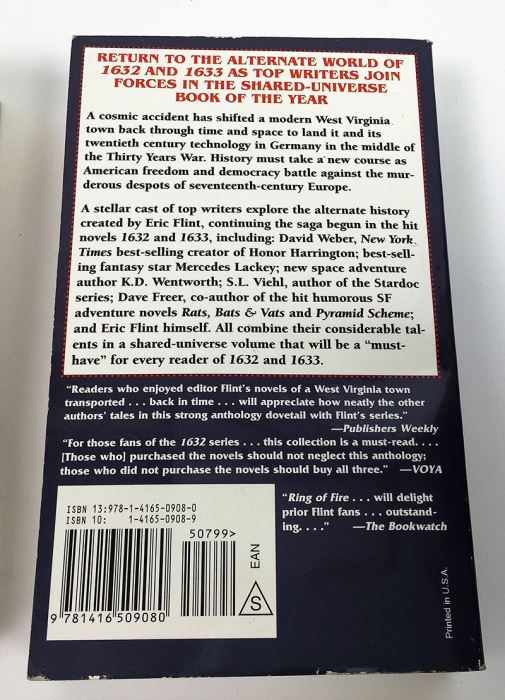 RETURN TO THE ALTERNATE WORLD OF
1632 AND 1633 AS TOP WRITERS JOIN
FORCES IN THE SHARED-UNIVERSE
BOOK OF THE YEAR
A cosmic accident has shifted a modern West Virginia
town back through time and space to land it and its
twentieth century technology in Germany in the middle of
the Thirty Years War. History must take a new course as
American freedom and democracy battle against the mur-
derous despots of seventeenth-century Europe.
A stellar cast of top writers explore the alternate history
created by Eric Flint, continuing the saga begun in the hit
novels 1632 and 1633, including: David Weber, New York
Times best-selling creator of Honor Harrington; best-sell-
ing fantasy star Mercedes Lackey; new space adventure
author K.D. Wentworth; S.L. Viehl, author of the Stardoc
series; Dave Freer, co-author of the hit humorous SF
adventure novels Rats, Bats & Vats and Pyramid Scheme;
and Eric Flint himself. All combine their considerable tal-
ents in a shared-universe volume that will be a “must-
have” for every reader of 1632 and 1633.
“Readers who enjoyed editor Flint’s novels of a West Virginia town
transported . . . back in time . . . will appreciate how neatly the other
authors’ tales in this strong anthology dovetail with Flint’s series.”
—Publishers Weekly
“For those fans of the 1632 series . . . this collection is a must-read. . . .
[Those who] purchased the novels should not neglect this anthology;
those who did not purchase the novels should buy all three.” —VOYA
“Ring of Fire . . . will delight
prior Flint fans . . . outstand-
ing. . . .” —The Bookwatch
ISBN 13:978-1-4165-0908-0
ISBN 10: 1-4165-0908-9
50799>
EAN
S
9 781416 509080
Printed in U.S.A.